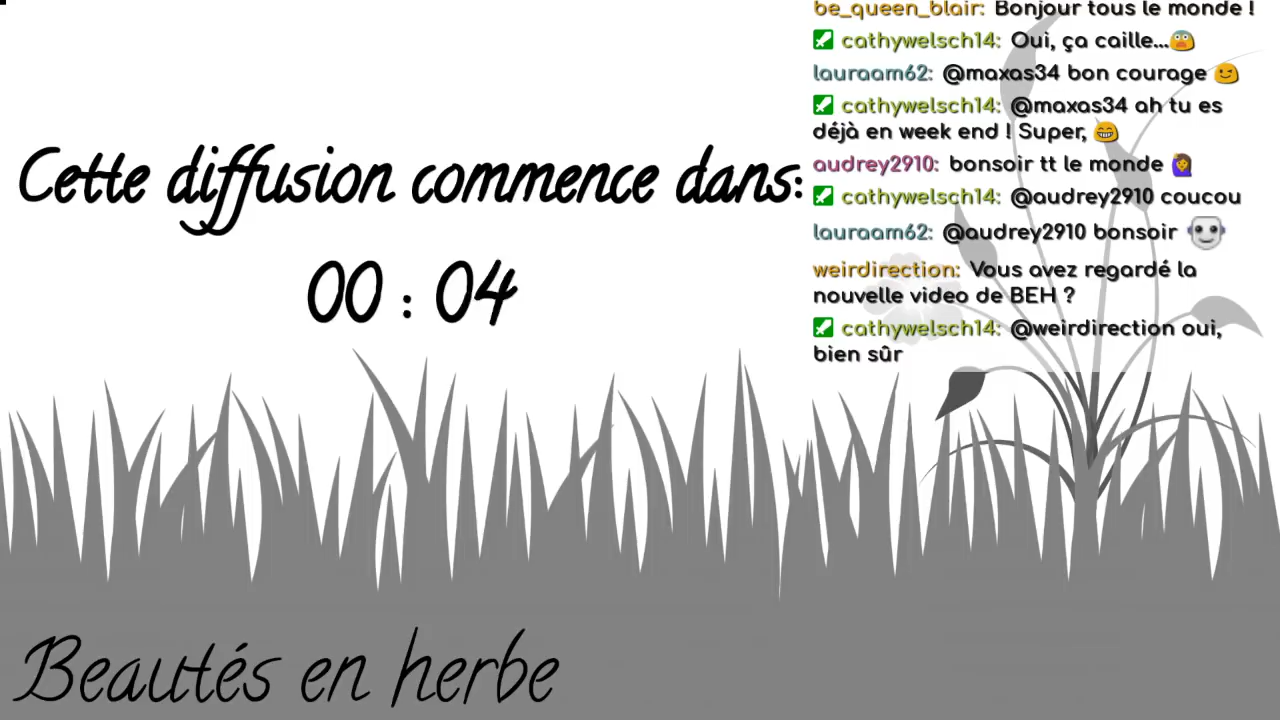 Cette diffusion commence dans:
00 : 04
be_queen_blair: Bonjour tous le monde !
cathywelsch14: Oui, ça caille...😨
lauraam62: @maxas34 bon courage 😉
cathywelsch14: @maxas34 ah tu es
déjà en week end ! Super, 😁
audrey2910: bonsoir tt le monde 🙋
cathywelsch14: @audrey2910 coucou
lauraam62: @audrey2910 bonsoir
weirdirection: Vous avez regardé la
nouvelle video de BEH ?
cathywelsch14: @weirdirection oui,
bien sûr
Beautés en herbe